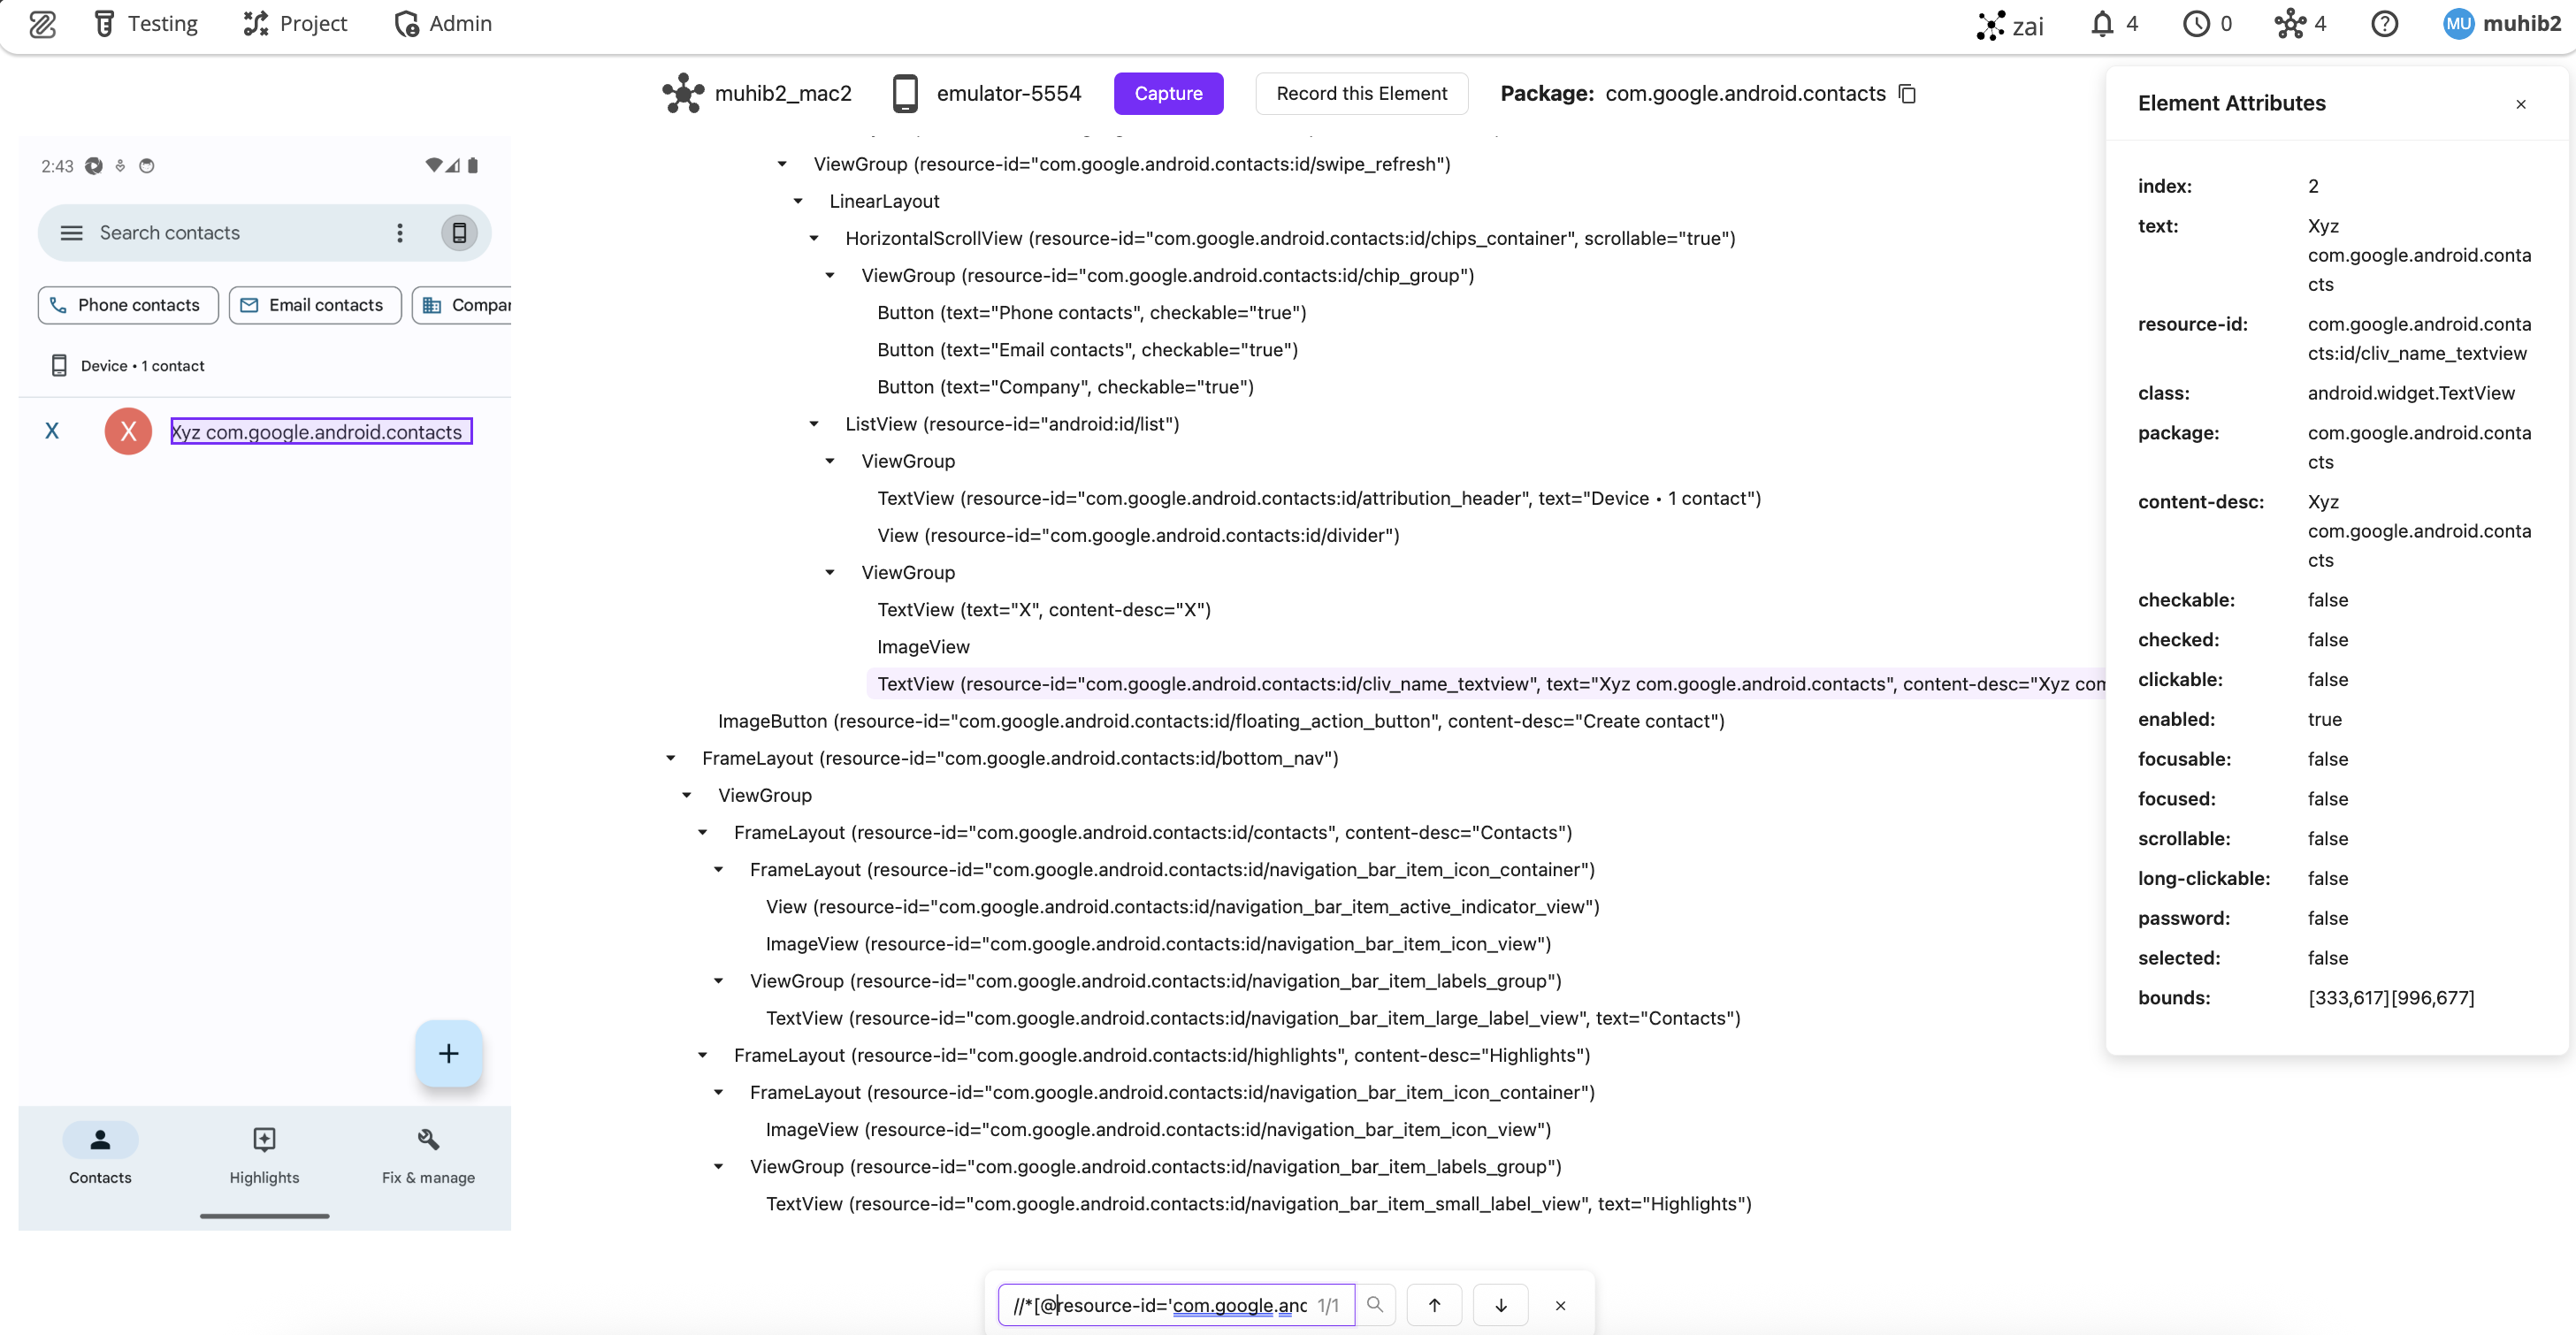 Testing Project Admin zai 4 0 4 MU muhib2
muhib2_mac2 emulator-5554 Capture Record this Element Package: com.google.android.contacts
2:43
Search contacts
Phone contacts Email contacts Compar
Device • 1 contact
X X Xyz com.google.android.contacts
Contacts Highlights Fix & manage
ViewGroup (resource-id="com.google.android.contacts:id/swipe_refresh")
LinearLayout
HorizontalScrollView (resource-id="com.google.android.contacts:id/chips_container", scrollable="true")
ViewGroup (resource-id="com.google.android.contacts:id/chip_group")
Button (text="Phone contacts", checkable="true")
Button (text="Email contacts", checkable="true")
Button (text="Company", checkable="true")
ListView (resource-id="android:id/list")
ViewGroup
TextView (resource-id="com.google.android.contacts:id/attribution_header", text="Device • 1 contact")
View (resource-id="com.google.android.contacts:id/divider")
ViewGroup
TextView (text="X", content-desc="X")
ImageView
TextView (resource-id="com.google.android.contacts:id/cliv_name_textview", text="Xyz com.google.android.contacts", content-desc="Xyz com
ImageButton (resource-id="com.google.android.contacts:id/floating_action_button", content-desc="Create contact")
FrameLayout (resource-id="com.google.android.contacts:id/bottom_nav")
ViewGroup
FrameLayout (resource-id="com.google.android.contacts:id/contacts", content-desc="Contacts")
FrameLayout (resource-id="com.google.android.contacts:id/navigation_bar_item_icon_container")
View (resource-id="com.google.android.contacts:id/navigation_bar_item_active_indicator_view")
ImageView (resource-id="com.google.android.contacts:id/navigation_bar_item_icon_view")
ViewGroup (resource-id="com.google.android.contacts:id/navigation_bar_item_labels_group")
TextView (resource-id="com.google.android.contacts:id/navigation_bar_item_large_label_view", text="Contacts")
FrameLayout (resource-id="com.google.android.contacts:id/highlights", content-desc="Highlights")
FrameLayout (resource-id="com.google.android.contacts:id/navigation_bar_item_icon_container")
ImageView (resource-id="com.google.android.contacts:id/navigation_bar_item_icon_view")
ViewGroup (resource-id="com.google.android.contacts:id/navigation_bar_item_labels_group")
TextView (resource-id="com.google.android.contacts:id/navigation_bar_item_small_label_view", text="Highlights")
//*[@resource-id='com.google.and 1/1
Element Attributes
index: 2
text: Xyz
com.google.android.conta
cts
resource-id: com.google.android.conta
cts:id/cliv_name_textview
class: android.widget.TextView
package: com.google.android.conta
cts
content-desc: Xyz
com.google.android.conta
cts
checkable: false
checked: false
clickable: false
enabled: true
focusable: false
focused: false
scrollable: false
long-clickable: false
password: false
selected: false
bounds: [333,617][996,677]